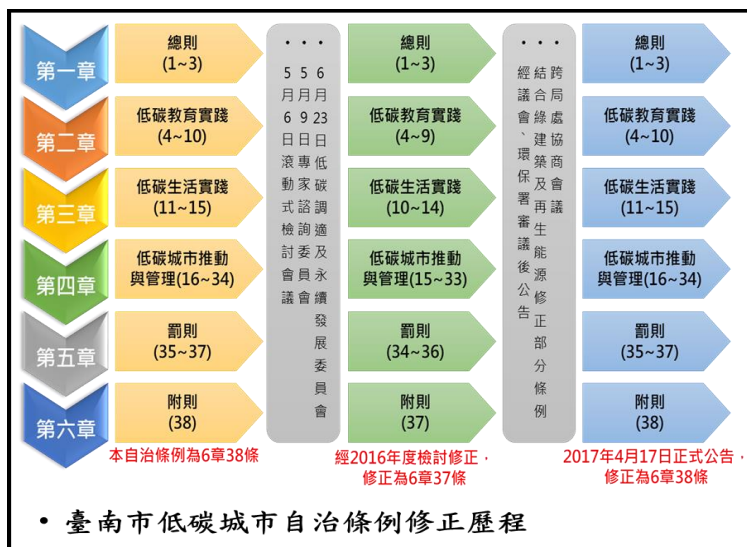 第一章
第二章
第三章
第四章
第五章
第六章
總則
(1~3)
低碳教育實踐
(4~10)
低碳生活實踐
(11~15)
低碳城市推動
與管理(16~34)
罰則
(35~37)
附則
(38)
本自治條例為6章38條
• 5月6日滾動式檢討會議
• 5月9日專家諮詢委員會
• 6月23日低碳調適及永續發展委員會
總則
(1~3)
低碳教育實踐
(4~9)
低碳生活實踐
(10~14)
低碳城市推動
與管理(15~33)
罰則
(34~36)
附則
(37)
經2016年度檢討修正，
修正為6章37條
• 跨局處協商會議
• 結合綠建築及再生能源修正部分條例
• 經議會、環保署審議後公告
總則
(1~3)
低碳教育實踐
(4~10)
低碳生活實踐
(11~15)
低碳城市推動
與管理(16~34)
罰則
(35~37)
附則
(38)
2017年4月17日正式公告，
修正為6章38條
• 臺南市低碳城市自治條例修正歷程